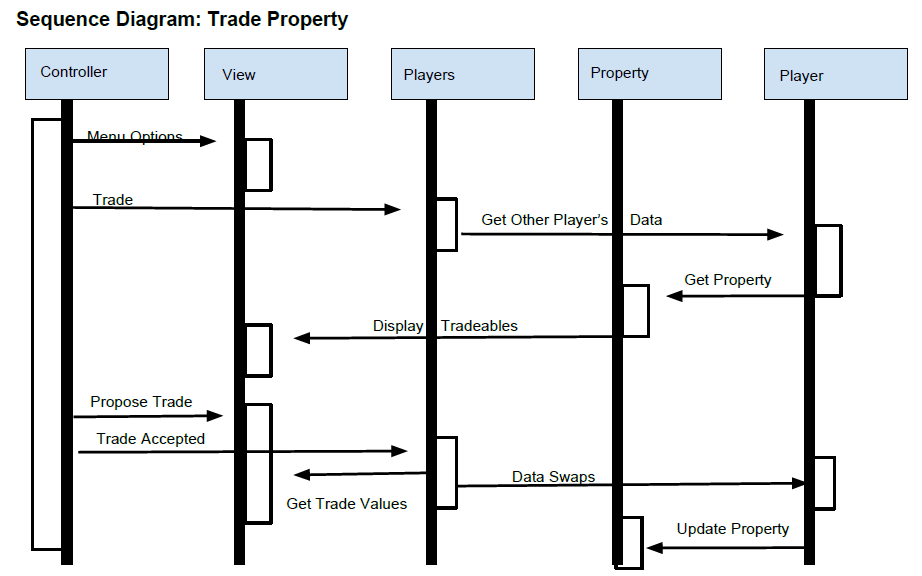 Sequence Diagram: Trade Property
Controller
View
Players
Property
Player
Menu Options
Trade
Get Other Player's Data
Get Property
Display Tradeables
Propose Trade
Trade Accepted
Data Swaps
Get Trade Values
Update Property